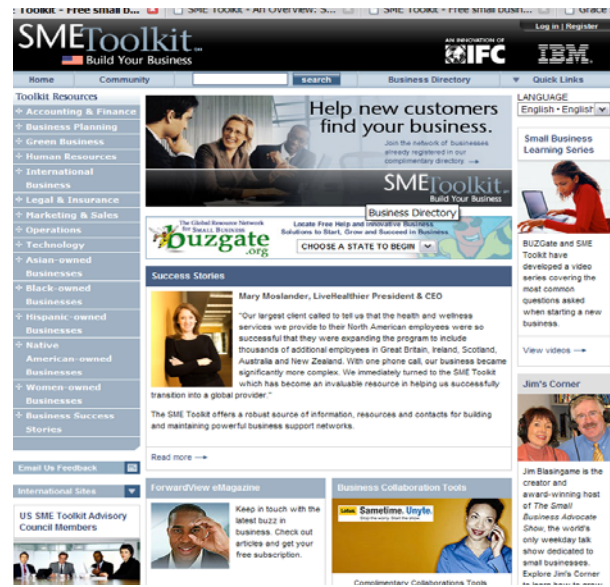 Toolkit - Free small b...
SME Toolkit - An Overview: S...
SME Toolkit - Free small busin...
Grace
Log in | Register
SMEToolkit
Build Your Business
AN INNOVATION OF
IFC
IBM
Home
Community
search
Business Directory
Quick Links
Toolkit Resources
Accounting & Finance
Business Planning
Green Business
Human Resources
International
Business
Legal & Insurance
Marketing & Sales
Operations
Technology
Asian-owned
Businesses
Black-owned
Businesses
Hispanic-owned
Businesses
Native
American-owned
Businesses
Women-owned
Businesses
Business Success
Stories
Email Us Feedback
International Sites
US SME Toolkit Advisory
Council Members
Help new customers
find your business.
Join the network of businesses
already registered in our
complimentary directory.
SMEToolkit
Build Your Business
Business Directory
The Global Resource Network
for Small Business
buzgate
.org
Locate Free Help and Innovative Business
Solutions to Start, Grow and Succeed in Business
CHOOSE A STATE TO BEGIN
Success Stories
Mary Moslander, LiveHealthier President & CEO
"Our largest client called to tell us that the health and wellness
services we provide to their North American employees were so
successful that they were expanding the program to include
thousands of additional employees in Great Britain, Ireland, Scotland,
Australia and New Zealand. With one phone call, our business became
significantly more complex. We immediately turned to the SME Toolkit
which has become an invaluable resource in helping us successfully
transition into a global provider."
The SME Toolkit offers a robust source of information, resources and contacts for building
and maintaining powerful business support networks.
Read more
ForwardView eMagazine
Keep in touch with the
latest buzz in
business. Check out
articles and get your
free subscription.
Business Collaboration Tools
Lotus. Sametime. Unyte.
Complimentary Collaborations Tools
LANGUAGE
English - English
Small Business
Learning Series
BUZGate and SME
Toolkit have
developed a video
series covering the
most common
questions asked
when starting a new
business.
View videos
Jim's Corner
Jim Blasingame is the
creator and
award-winning host
of The Small
Business Advocate
Show, the world's
only weekday talk
show dedicated to
small businesses.
Explore Jim's Corner
to learn how to grow